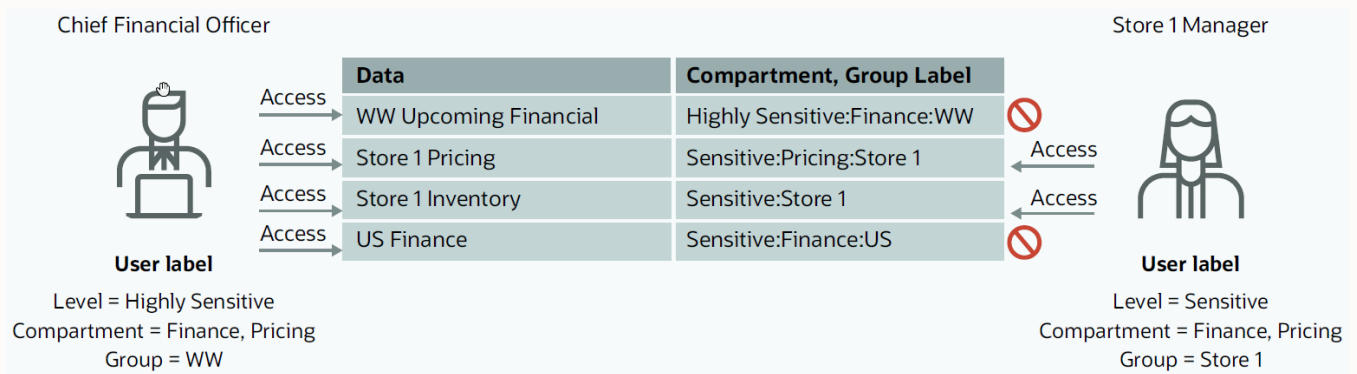 Chief Financial Officer
Store 1 Manager
Data Compartment, Group Label
Access WW Upcoming Financial Highly Sensitive:Finance:WW
Access Store 1 Pricing Sensitive:Pricing:Store 1 Access
Access Store 1 Inventory Sensitive:Store 1 Access
Access US Finance Sensitive:Finance:US
User label
Level = Highly Sensitive
Compartment = Finance, Pricing
Group = WW
User label
Level = Sensitive
Compartment = Finance, Pricing
Group = Store 1